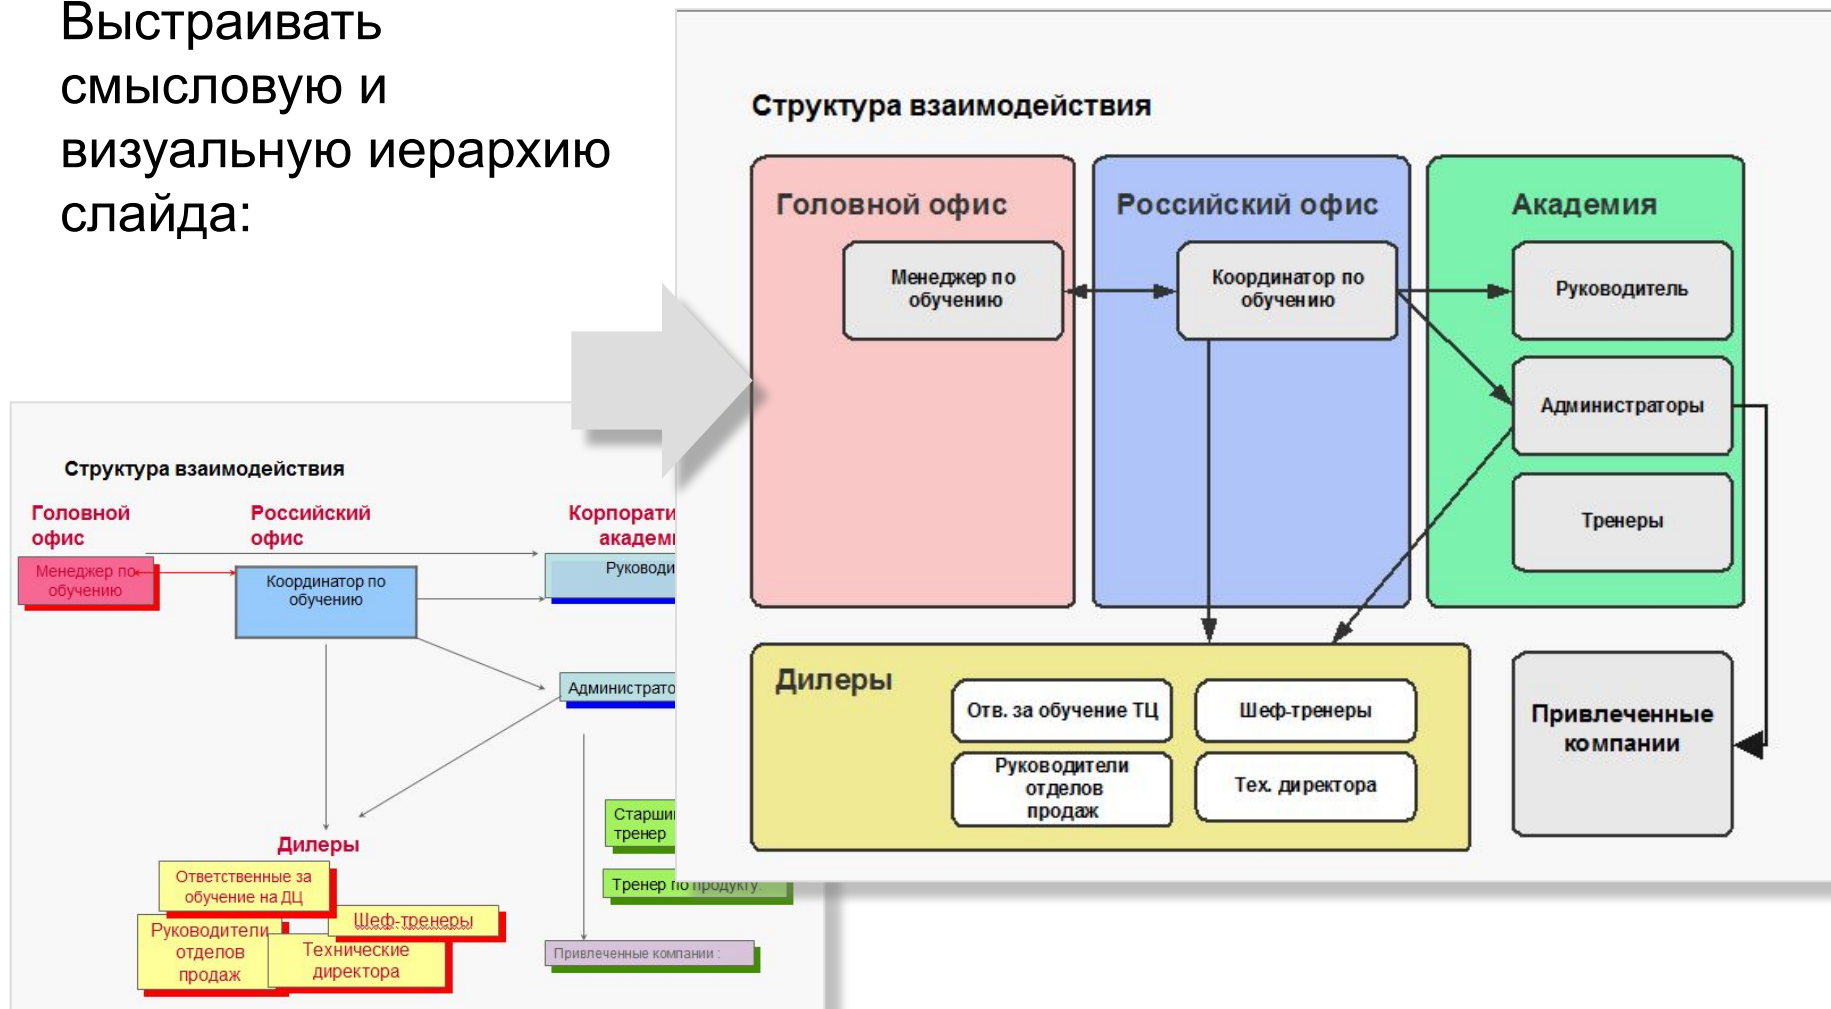 Выстраивать
смысловую и
визуальную иерархию
слайда:
Структура взаимодействия
Головной офис
Российский офис
Академия
Менеджер по
обучению
Координатор по
обучению
Руководитель
Администраторы
Тренеры
Дилеры
Отв. за обучение ТЦ
Шеф-тренеры
Руководители
отделов
продаж
Тех. директора
Привлеченные
компании
Структура взаимодействия
Головной
офис
Российский
офис
Корпорати
академ
Менеджер по
обучению
Координатор по
обучению
Руководи
Администрато
Дилеры
Ответственные за
обучение на ДЦ
Руководители
отделов
продаж
Шеф-тренеры
Технические
директора
Старши
тренер
Тренер по продукту.
Привлеченные компании :